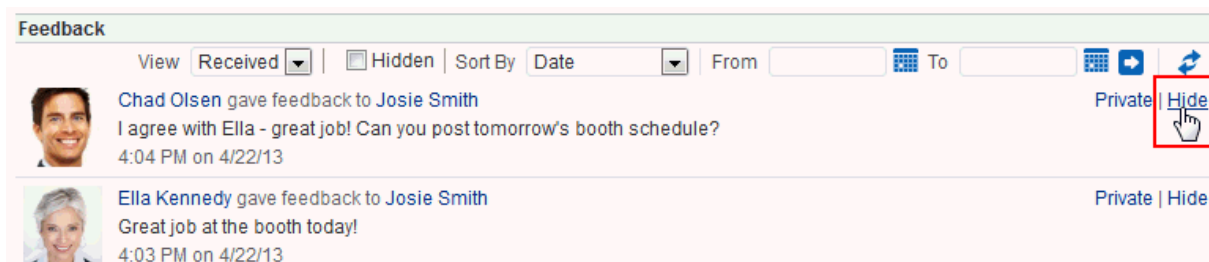 Feedback
View Received | Hidden | Sort By Date | From To |
Chad Olsen gave feedback to Josie Smith Private | Hide
I agree with Ella - great job! Can you post tomorrow's booth schedule?
4:04 PM on 4/22/13
Ella Kennedy gave feedback to Josie Smith Private | Hide
Great job at the booth today!
4:03 PM on 4/22/13